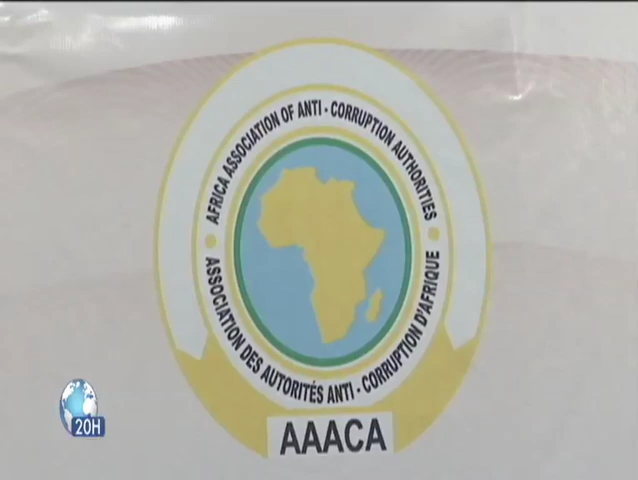 AFRICA ASSOCIATION OF ANTI - CORRUPTION AUTHORITIES
ASSOCIATION DES AUTORITÉS ANTI - CORRUPTION D'AFRIQUE
AAACA
20H